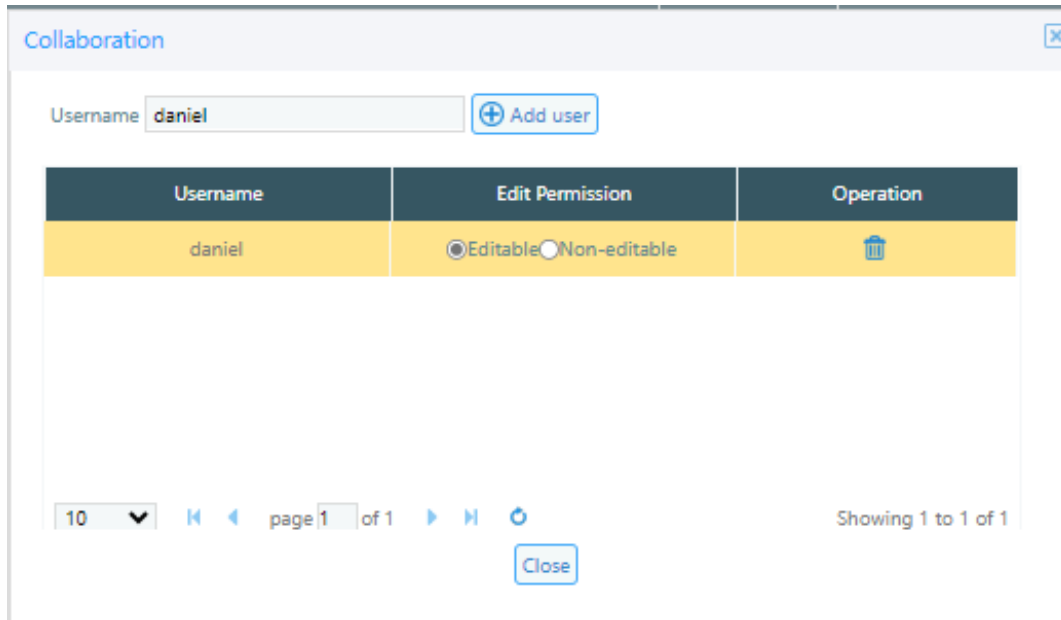 Collaboration
Username daniel Add user
Username Edit Permission Operation
daniel Editable Non-editable
10 page 1 of 1 Showing 1 to 1 of 1
Close